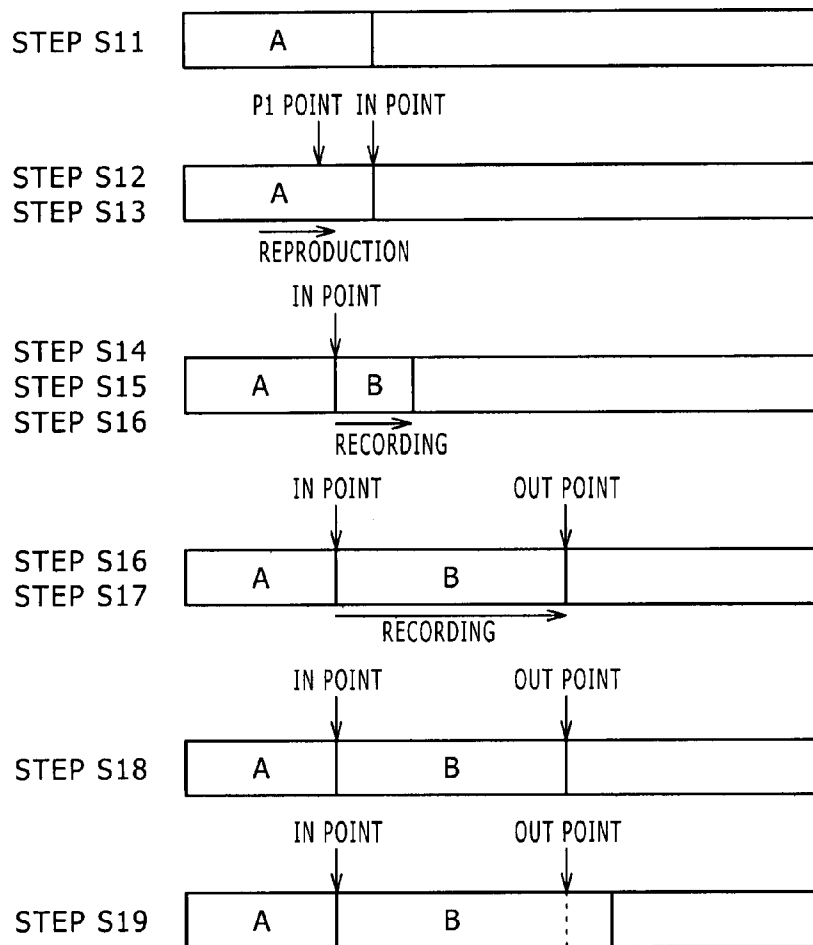 STEP S11
A
P1 POINT IN POINT
STEP S12
STEP S13
A
REPRODUCTION
IN POINT
STEP S14
STEP S15
STEP S16
A B
RECORDING
IN POINT OUT POINT
STEP S16
STEP S17
A B
RECORDING
IN POINT OUT POINT
STEP S18
A B
IN POINT OUT POINT
STEP S19
A B